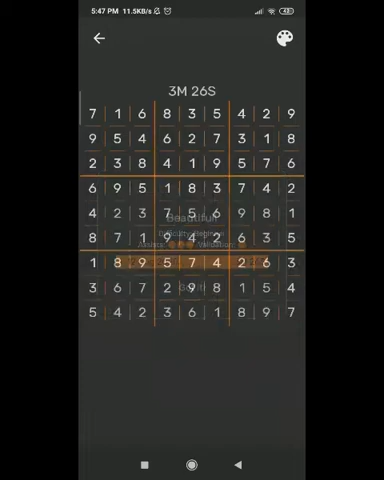 5:47 PM 11.5KB/s 43
3M 26S
7 1 6 8 3 5 4 2 9
9 5 4 6 2 7 3 1 8
2 3 8 4 1 9 5 7 6
6 9 5 1 8 3 7 4 2
4 2 3 7 5 6 9 8 1
Beautiful!
Difficulty: Beginner
8 7 1 9 4 2 6 3 5
1 8 9 5 7 4 2 6 3
3 6 7 2 9 8 1 5 4
5 4 2 3 6 1 8 9 7